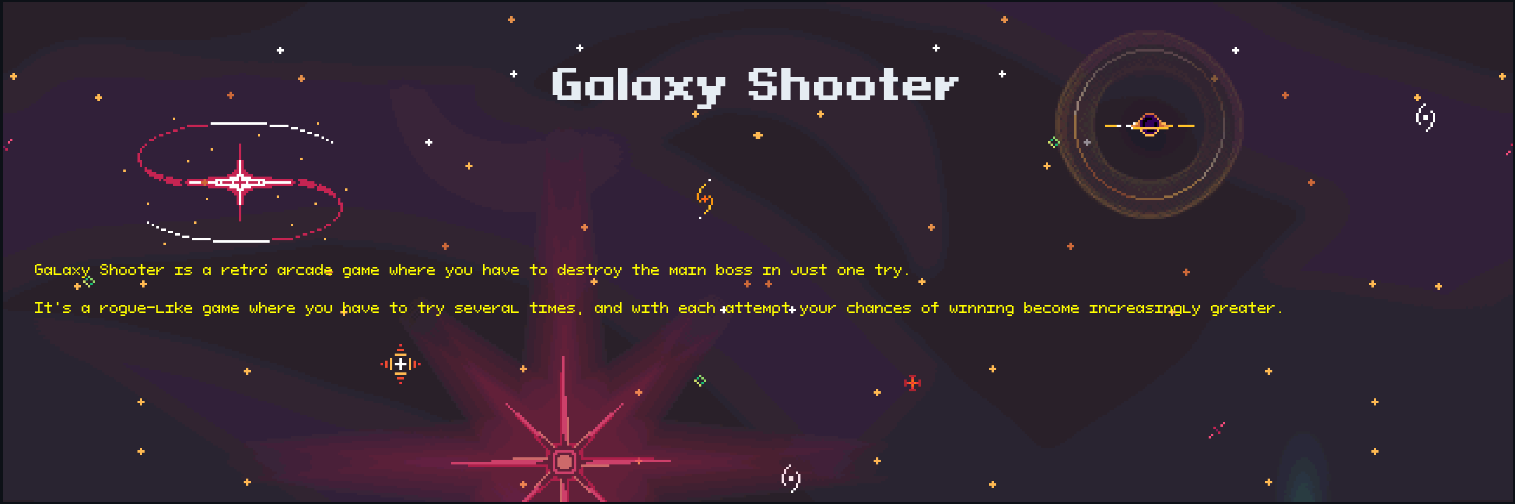 Galaxy Shooter
Galaxy Shooter is a retro arcade game where you have to destroy the main boss in just one try.
It's a rogue-like game where you have to try several times, and with each attempt your chances of winning become increasingly greater.